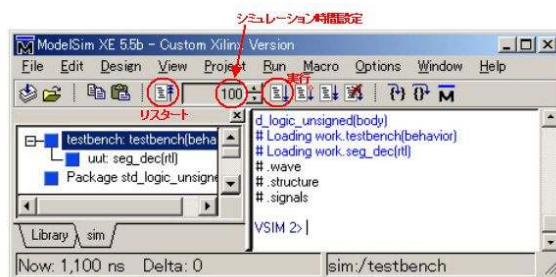 シミュレーション時間設定
ModelSim XE 5.5b - Custom Xilinx Version
File Edit Design View Project Run Macro Options Window Help
実行
100
リスタート
testbench: testbench(beha
uut: seg_dec(rtl)
Package std_logic_unsigne
Library sim
d_logic_unsigned(body)
# Loading work.testbench(behavior)
# Loading work.seg_dec(rtl)
# .wave
# .structure
# .signals
VSIM 2>
Now: 1,100 ns Delta: 0
sim:/testbench